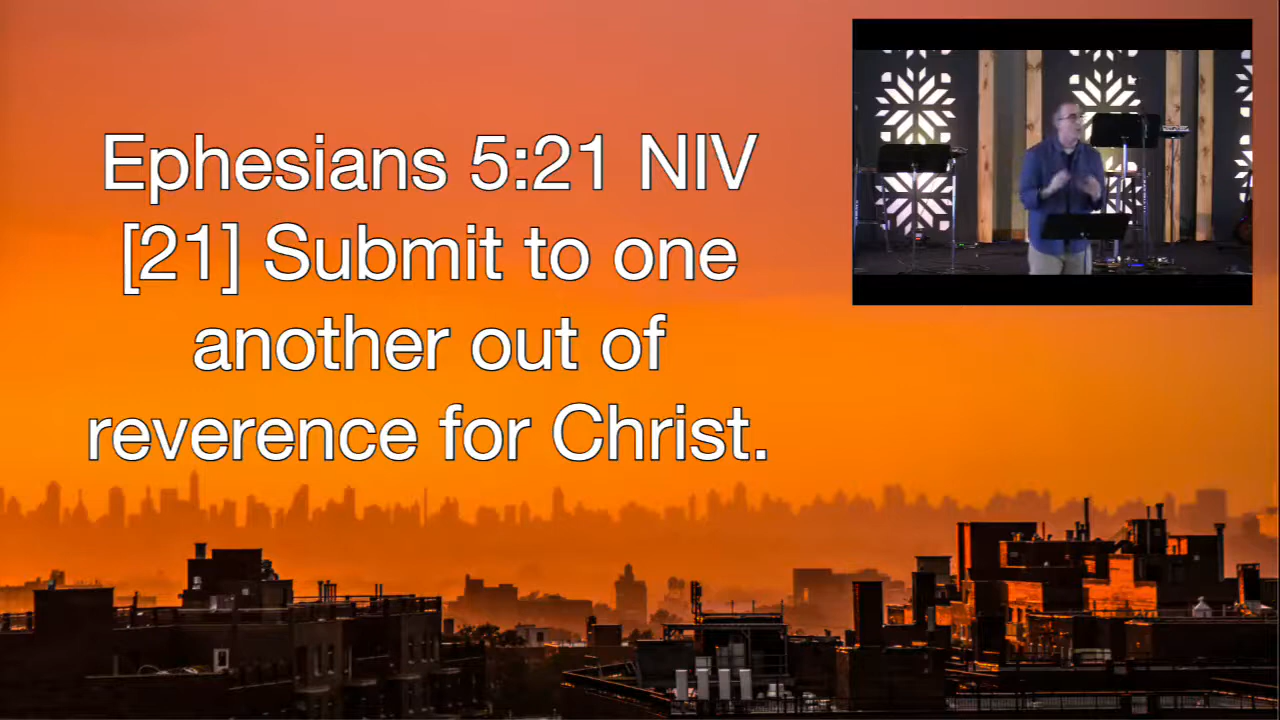 Ephesians 5:21 NIV
[21] Submit to one
another out of
reverence for Christ.